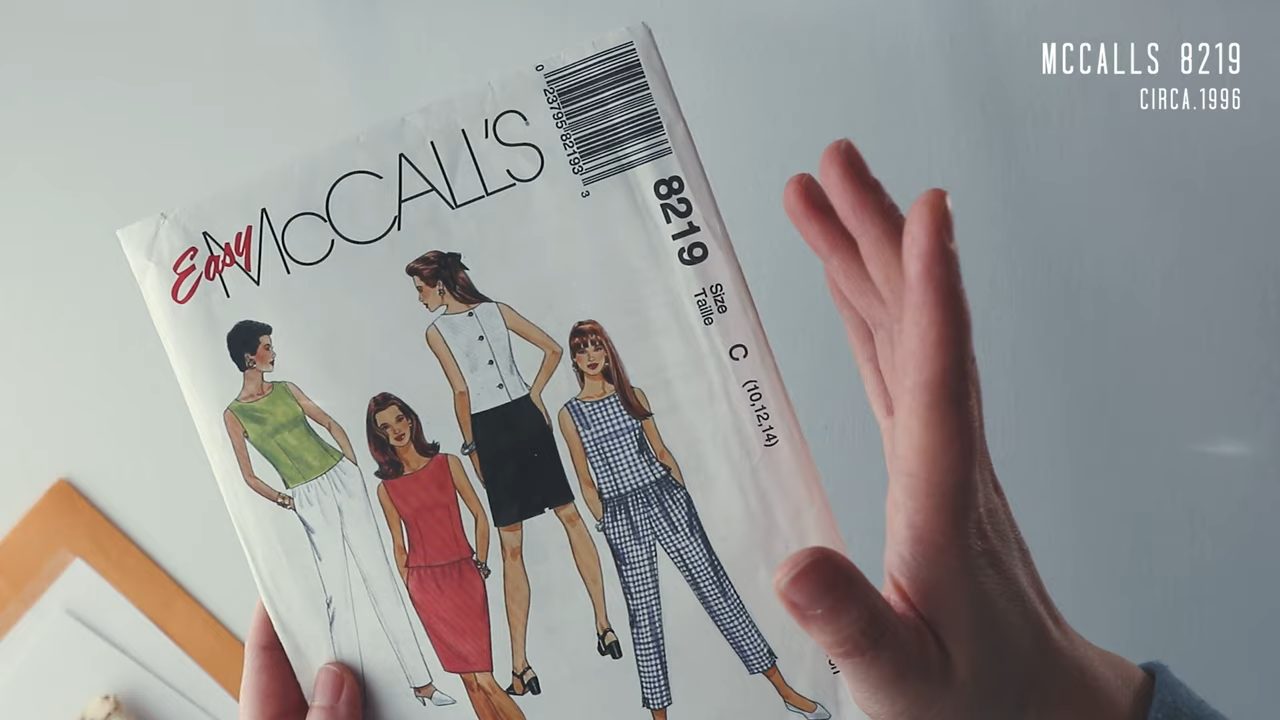 MCCALLS 8219
CIRCA.1996
Easy McCALL'S
0 23795 82193 3
8219
Size
Taille
C
(10,12,14)